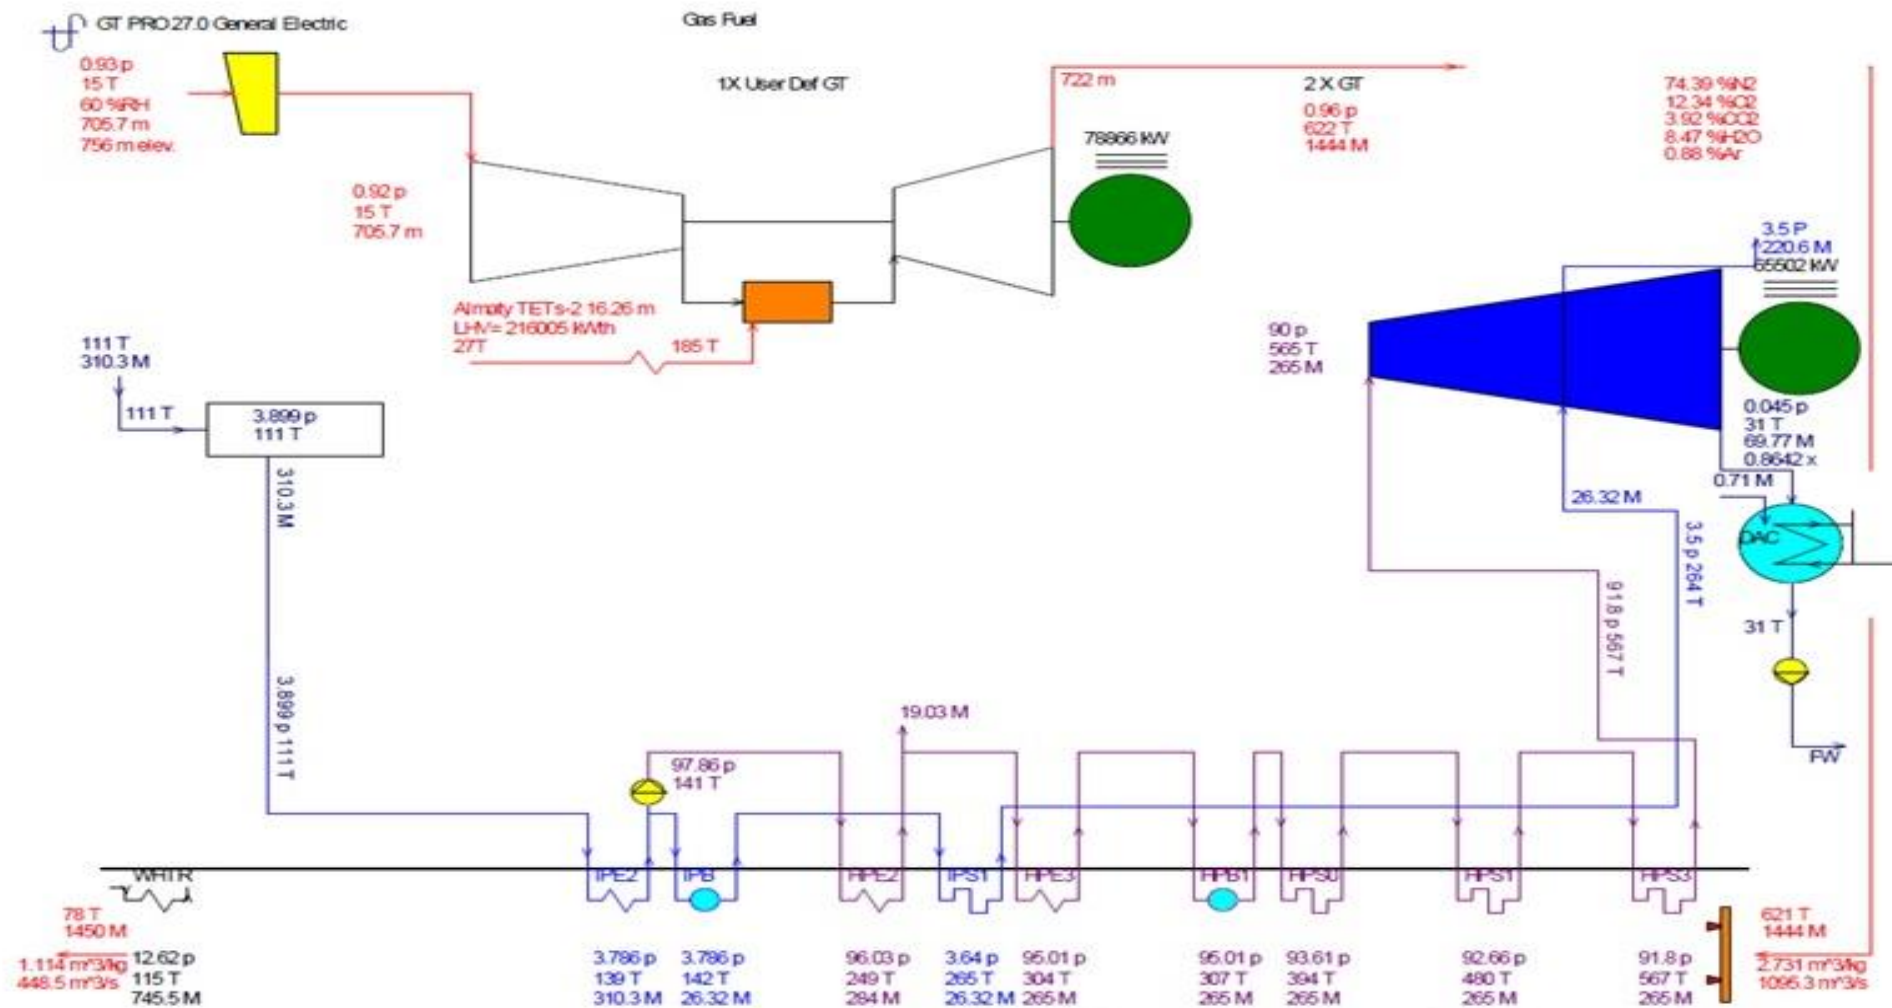 GT PRO 27.0 General Electric
Gas Fuel
0.93 p
15 T
60 %RH
705.7 m
756 m elev.
1X User Def GT
722 m
2 X GT
0.96 p
622 T
1444 M
74.39 %N2
12.34 %O2
3.92 %CO2
8.47 %H2O
0.88 %Ar
78866 kW
0.92 p
15 T
705.7 m
3.5 P
220.6 M
65502 kW
Almaty TETs-2 16.26 m
LHV= 216005 kWth
27T
185 T
90 p
565 T
265 M
111 T
310.3 M
111 T
3.899 p
111 T
0.045 p
31 T
69.77 M
0.8642 x
0.71 M
310.3 M
26.32 M
DAC
3.5 p 264 T
91.8 p 567 T
31 T
3.899 p 111 T
19.03 M
97.86 p
141 T
FW
WHTR
IPE2
IPB
HPE2
IPS1
HPE3
HPB1
HPS0
HPS1
HPS3
78 T
1450 M
1.114 m^3/kg
448.5 m^3/s
12.62 p
115 T
745.5 M
3.786 p
139 T
310.3 M
3.786 p
142 T
26.32 M
96.03 p
249 T
284 M
3.64 p
265 T
26.32 M
95.01 p
304 T
265 M
95.01 p
307 T
265 M
93.61 p
394 T
265 M
92.66 p
480 T
265 M
91.8 p
567 T
265 M
621 T
1444 M
2.731 m^3/kg
1095.3 m^3/s